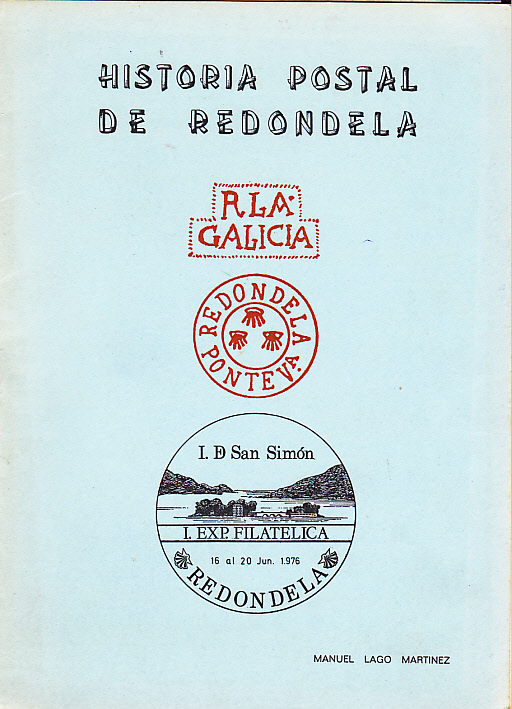 HISTORIA POSTAL
DE REDONDELA
RLA·
GALICIA
REDONDELA
PONTEVA.
I. D San Simón
I. EXP. FILATELICA
16 al 20 Jun. 1.976
REDONDELA
MANUEL LAGO MARTINEZ